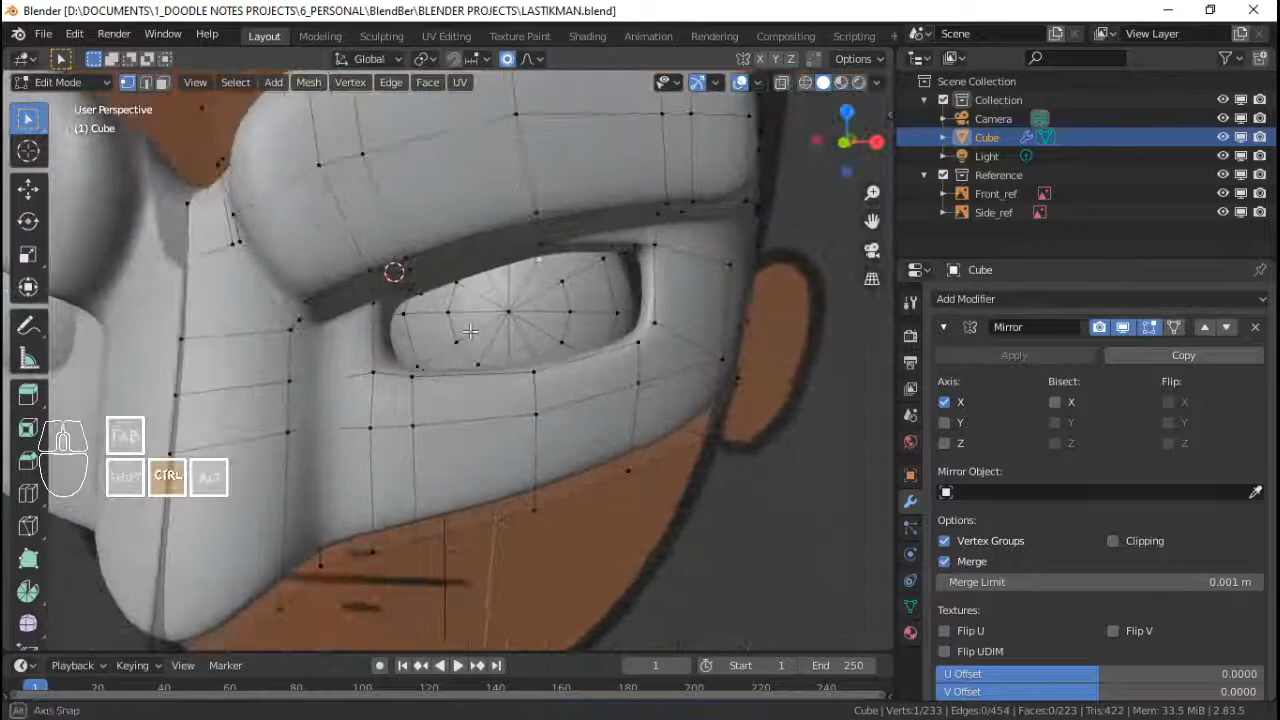 Blender [D:\DOCUMENTS\1_DOODLE NOTES PROJECTS\6_PERSONAL\BlendBer\BLENDER PROJECTS\LASTIKMAN.blend]
File Edit Render Window Help Layout Modeling Sculpting UV Editing Texture Paint Shading Animation Rendering Compositing Scripting Scene View Layer
Global X Y Z Options
Edit Mode View Select Add Mesh Vertex Edge Face UV
Scene Collection
Collection
Camera
Cube
Light
Reference
Front_ref
Side_ref
User Perspective
(1) Cube
TAB
SHIFT CTRL ALT
Cube
Add Modifier
Mirror
Apply Copy
Axis: Bisect: Flip:
X X X
Y Y Y
Z Z Z
Mirror Object:
Options:
Vertex Groups Clipping
Merge
Merge Limit 0.001 m
Textures:
Flip U Flip V
Flip UDIM
U Offset 0.0000
V Offset 0.0000
Playback Keying View Marker 1 Start 1 End 250
1 20 40 60 80 100 120 140 160 180 200 220 240
Alt Axis Snap
Cube | Verts:1/233 | Edges:0/454 | Faces:0/223 | Tris:422 | Mem: 33.5 MiB | 2.83.5